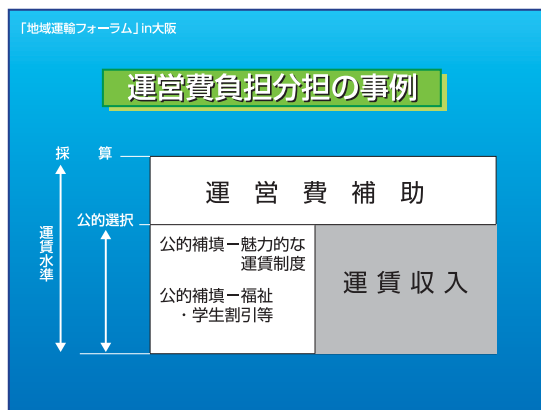 「地域運輸フォーラム」in大阪
運営費負担分担の事例
採算
運営費補助
公的選択
運賃水準
公的補填ー魅力的な
運賃制度
公的補填ー福祉
・学生割引等
運賃収入